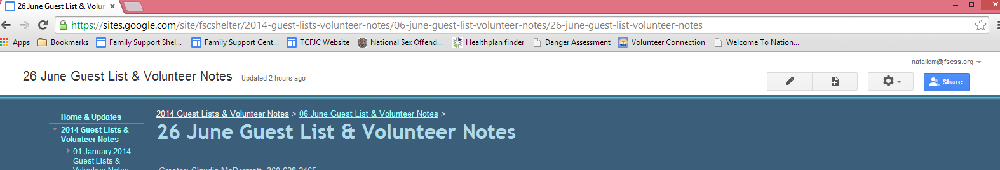 26 June Guest List & Volur
https://sites.google.com/site/fscshelter/2014-guest-lists-volunteer-notes/06-june-guest-list-volunteer-notes/26-june-guest-list-volunteer-notes
Apps Bookmarks Family Support Shel... Family Support Cent... TCFJC Website National Sex Offend... Healthplan finder Danger Assessment Volunteer Connection Welcome To Nation...
nataliem@fscss.org
26 June Guest List & Volunteer Notes Updated 2 hours ago
Share
Home & Updates
2014 Guest Lists &
Volunteer Notes
01 January 2014
Guest Lists &
Volunteer Notes
2014 Guest Lists & Volunteer Notes > 06 June Guest List & Volunteer Notes >
26 June Guest List & Volunteer Notes
Greeter: Claudia McDermott 360-628-2465